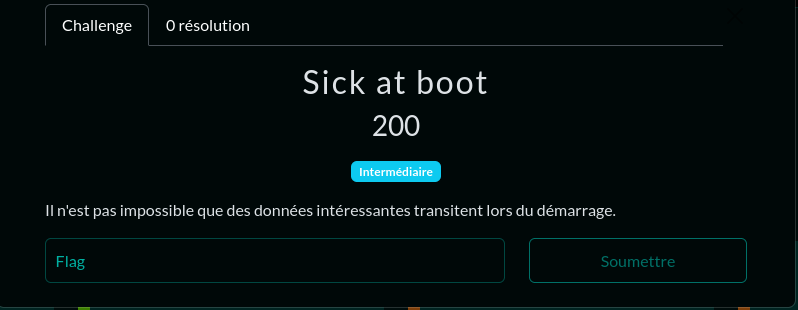 Challenge
0 résolution
Sick at boot
200
Intermédiaire
Il n'est pas impossible que des données intéressantes transitent lors du démarrage.
Flag
Soumettre